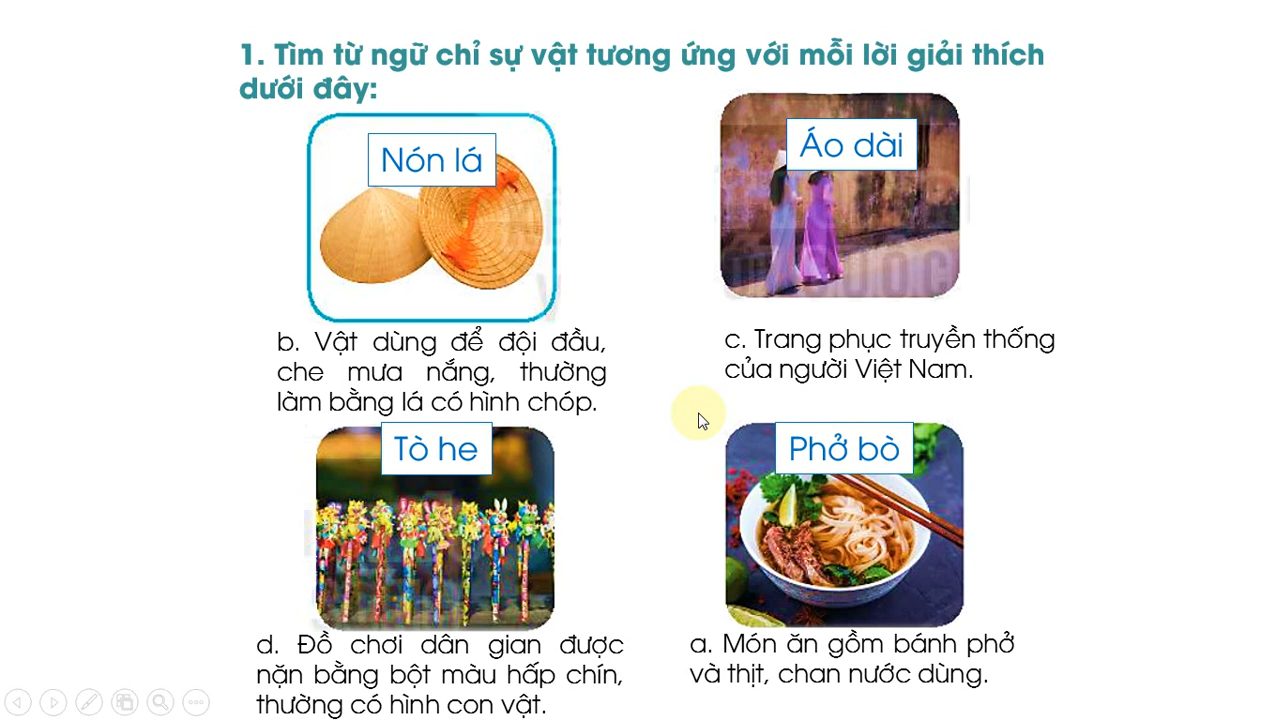 1. Tìm từ ngữ chỉ sự vật tương ứng với mỗi lời giải thích
dưới đây:
Nón lá
b. Vật dùng để đội đầu,
che mưa nắng, thường
làm bằng lá có hình chóp.
Áo dài
c. Trang phục truyền thống
của người Việt Nam.
Tò he
d. Đồ chơi dân gian được
nặn bằng bột màu hấp chín,
thường có hình con vật.
Phở bò
a. Món ăn gồm bánh phở
và thịt, chan nước dùng.